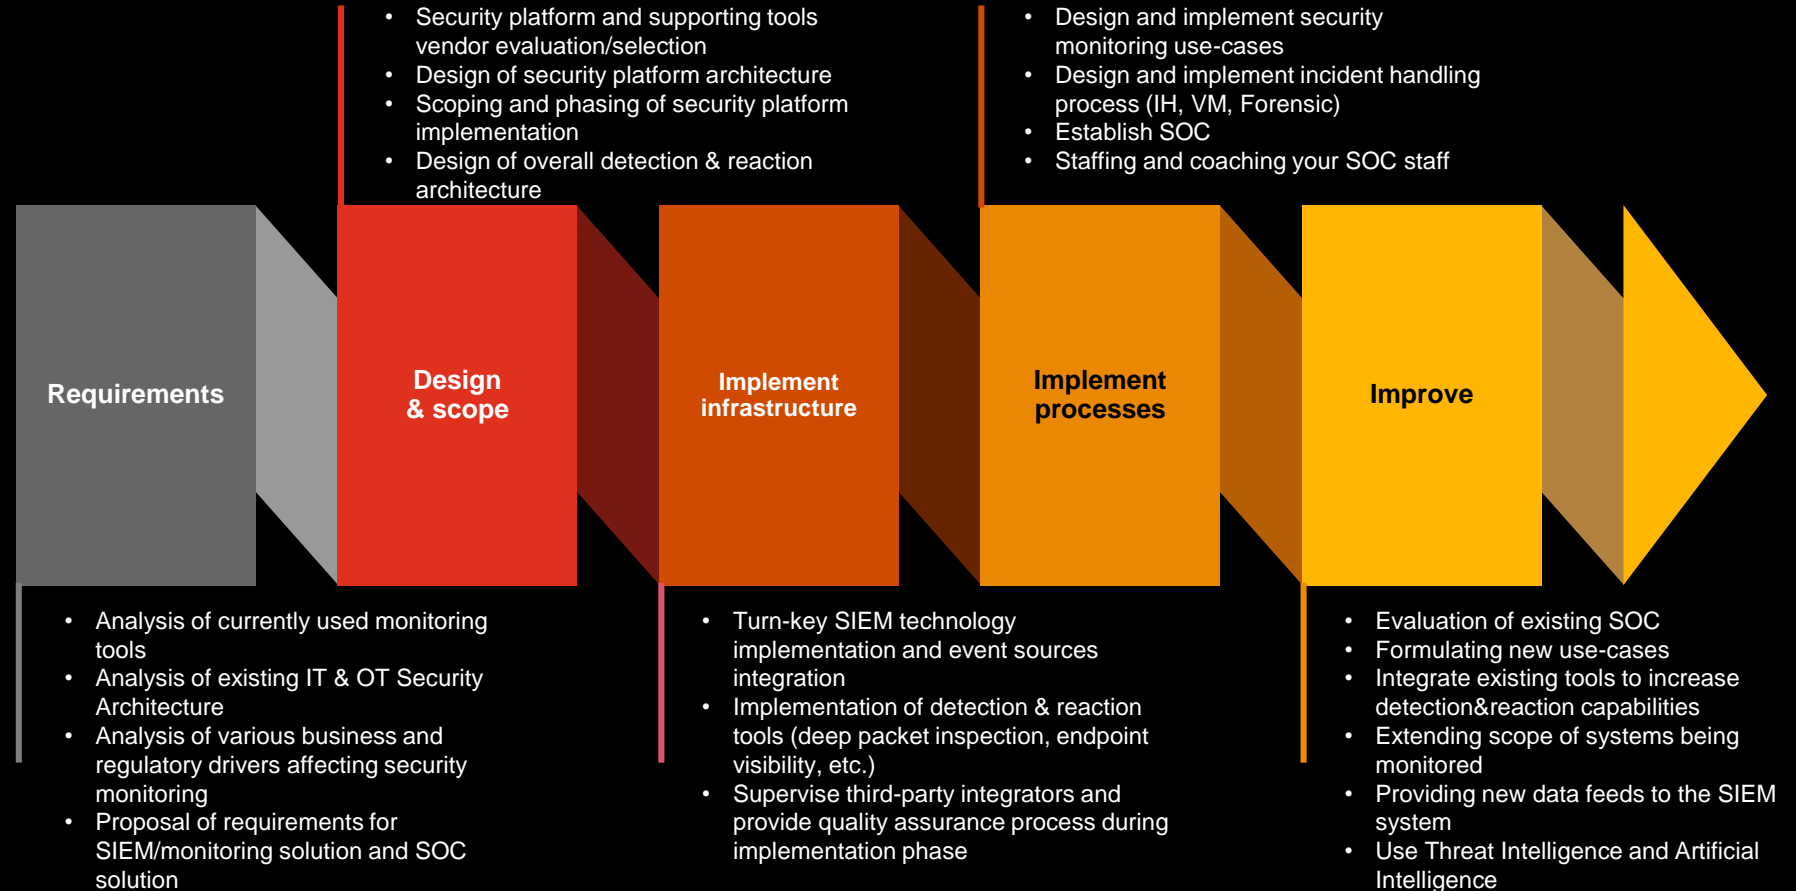 • Security platform and supporting tools
vendor evaluation/selection
• Design of security platform architecture
• Scoping and phasing of security platform
implementation
• Design of overall detection & reaction
architecture
• Design and implement security
monitoring use-cases
• Design and implement incident handling
process (IH, VM, Forensic)
• Establish SOC
• Staffing and coaching your SOC staff
Requirements
Design
& scope
Implement
infrastructure
Implement
processes
Improve
• Analysis of currently used monitoring
tools
• Analysis of existing IT & OT Security
Architecture
• Analysis of various business and
regulatory drivers affecting security
monitoring
• Proposal of requirements for
SIEM/monitoring solution and SOC
solution
• Turn-key SIEM technology
implementation and event sources
integration
• Implementation of detection & reaction
tools (deep packet inspection, endpoint
visibility, etc.)
• Supervise third-party integrators and
provide quality assurance process during
implementation phase
• Evaluation of existing SOC
• Formulating new use-cases
• Integrate existing tools to increase
detection&reaction capabilities
• Extending scope of systems being
monitored
• Providing new data feeds to the SIEM
system
• Use Threat Intelligence and Artificial
Intelligence